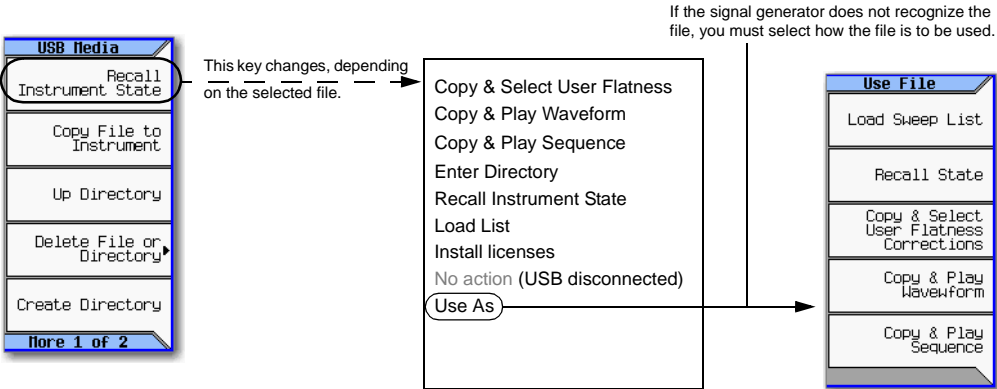 If the signal generator does not recognize the
file, you must select how the file is to be used.
USB Media
Recall
Instrument State
Copy File to
Instrument
Up Directory
Delete File or
Directory
Create Directory
More 1 of 2
This key changes, depending
on the selected file.
Copy & Select User Flatness
Copy & Play Waveform
Copy & Play Sequence
Enter Directory
Recall Instrument State
Load List
Install licenses
No action (USB disconnected)
Use As
Use File
Load Sweep List
Recall State
Copy & Select
User Flatness
Corrections
Copy & Play
Wavewform
Copy & Play
Sequence